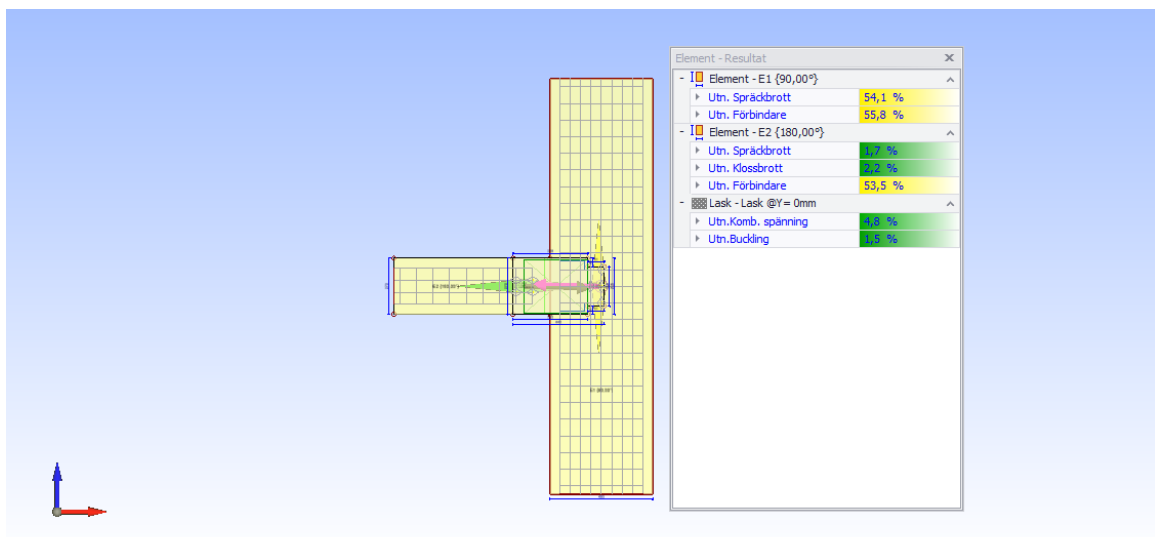 Element - Resultat
Element - E1 {90,00°}
Utn. Spräckbrott 54,1 %
Utn. Förbindare 55,8 %
Element - E2 {180,00°}
Utn. Spräckbrott 1,7 %
Utn. Klossbrott 2,2 %
Utn. Förbindare 53,5 %
Lask - Lask @Y= 0mm
Utn.Komb. spänning 4,8 %
Utn.Buckling 1,5 %